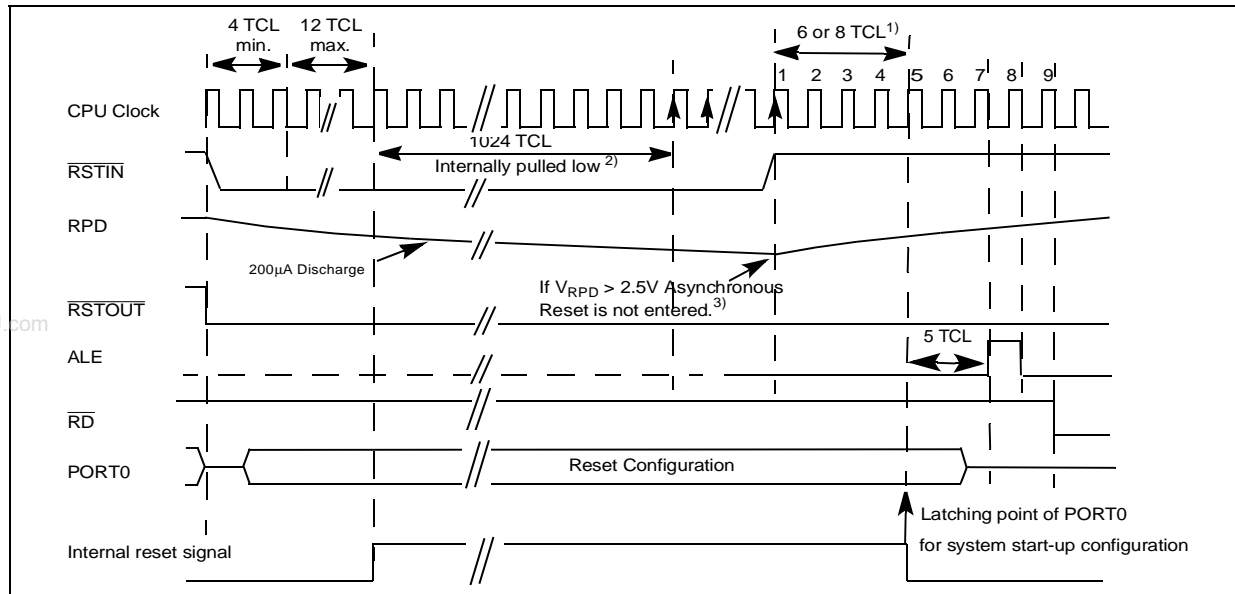 4 TCL
min.
12 TCL
max.
6 or 8 TCL1)
1 2 3 4 5 6 7 8 9
CPU Clock
1024 TCL
Internally pulled low 2)
RSTIN
RPD
200µA Discharge
If VRPD > 2.5V Asynchronous
Reset is not entered.3)
RSTOUT
.com
5 TCL
ALE
RD
PORT0
Reset Configuration
Latching point of PORT0
for system start-up configuration
Internal reset signal